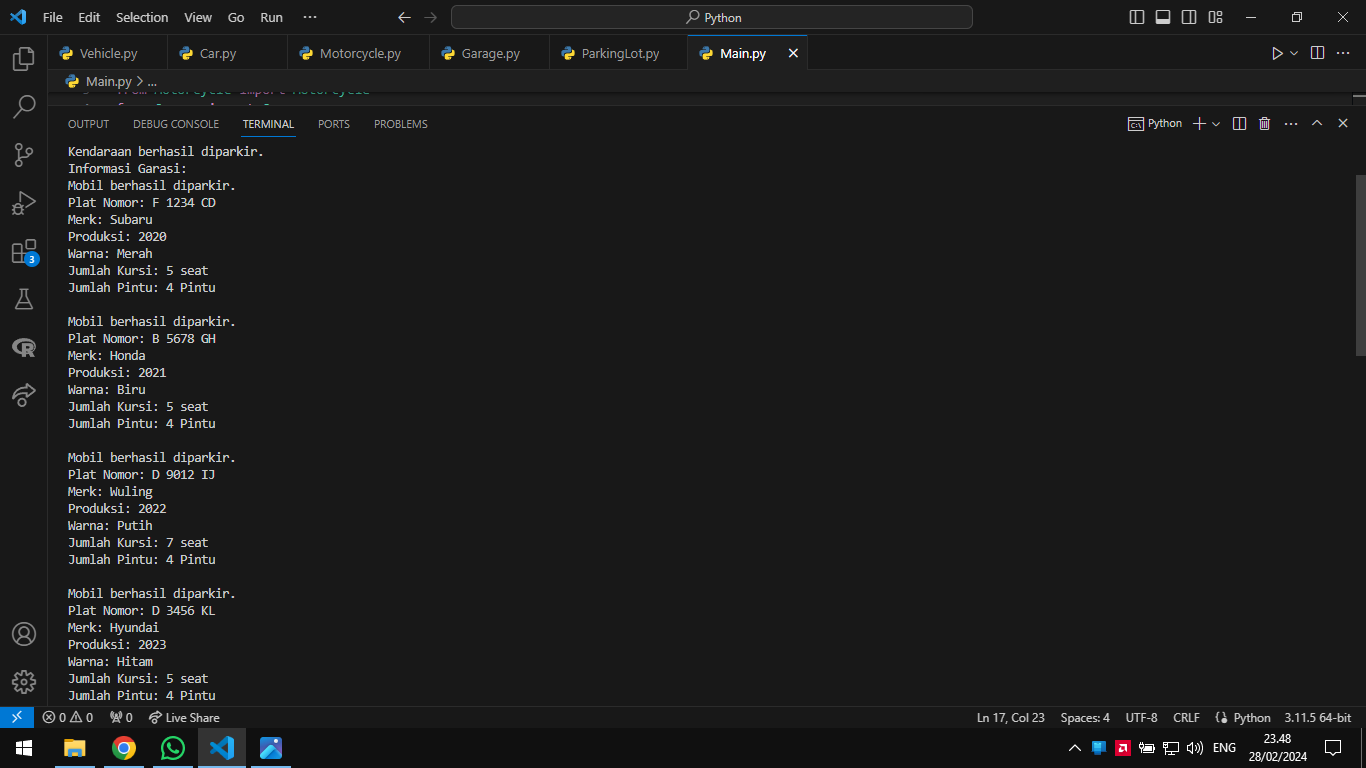 File Edit Selection View Go Run ··· Python
Vehicle.py Car.py Motorcycle.py Garage.py ParkingLot.py Main.py
Main.py > ...
OUTPUT DEBUG CONSOLE TERMINAL PORTS PROBLEMS Python
Kendaraan berhasil diparkir.
Informasi Garasi:
Mobil berhasil diparkir.
Plat Nomor: F 1234 CD
Merk: Subaru
Produksi: 2020
Warna: Merah
Jumlah Kursi: 5 seat
Jumlah Pintu: 4 Pintu
Mobil berhasil diparkir.
Plat Nomor: B 5678 GH
Merk: Honda
Produksi: 2021
Warna: Biru
Jumlah Kursi: 5 seat
Jumlah Pintu: 4 Pintu
Mobil berhasil diparkir.
Plat Nomor: D 9012 IJ
Merk: Wuling
Produksi: 2022
Warna: Putih
Jumlah Kursi: 7 seat
Jumlah Pintu: 4 Pintu
Mobil berhasil diparkir.
Plat Nomor: D 3456 KL
Merk: Hyundai
Produksi: 2023
Warna: Hitam
Jumlah Kursi: 5 seat
Jumlah Pintu: 4 Pintu
3
0 0 0 Live Share Ln 17, Col 23 Spaces: 4 UTF-8 CRLF Python 3.11.5 64-bit
ENG 23.48
28/02/2024